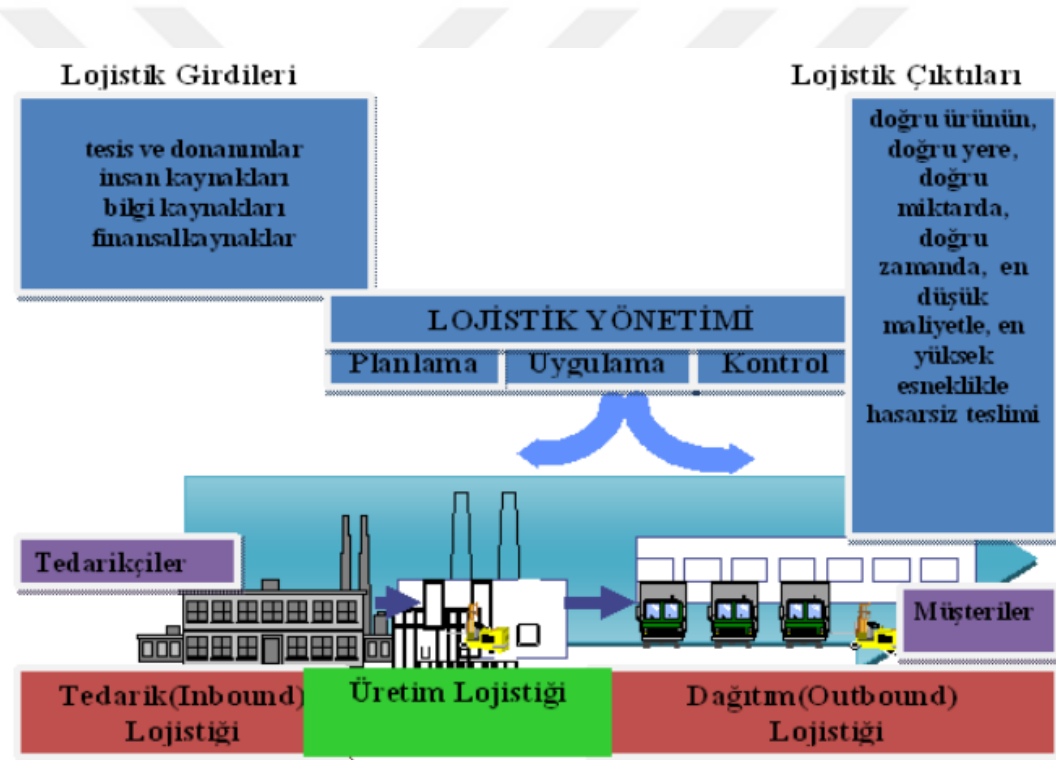 Lojistik Girdileri
tesis ve donanımlar
insan kaynakları
bilgi kaynakları
finansalkaynaklar
Lojistik Çıktıları
doğru ürünün,
doğru yere,
doğru
miktarda,
doğru
zamanda, en
düşük
maliyetle, en
yüksek
esneklikle
hasarsiz teslimi
LOJİSTİK YÖNETİMİ
Planlama
Uygulama
Kontrol
Tedarikçiler
Müşteriler
Tedarik(Inbound)
Lojistiği
Üretim Lojistiği
Dağıtım(Outbound)
Lojistiği